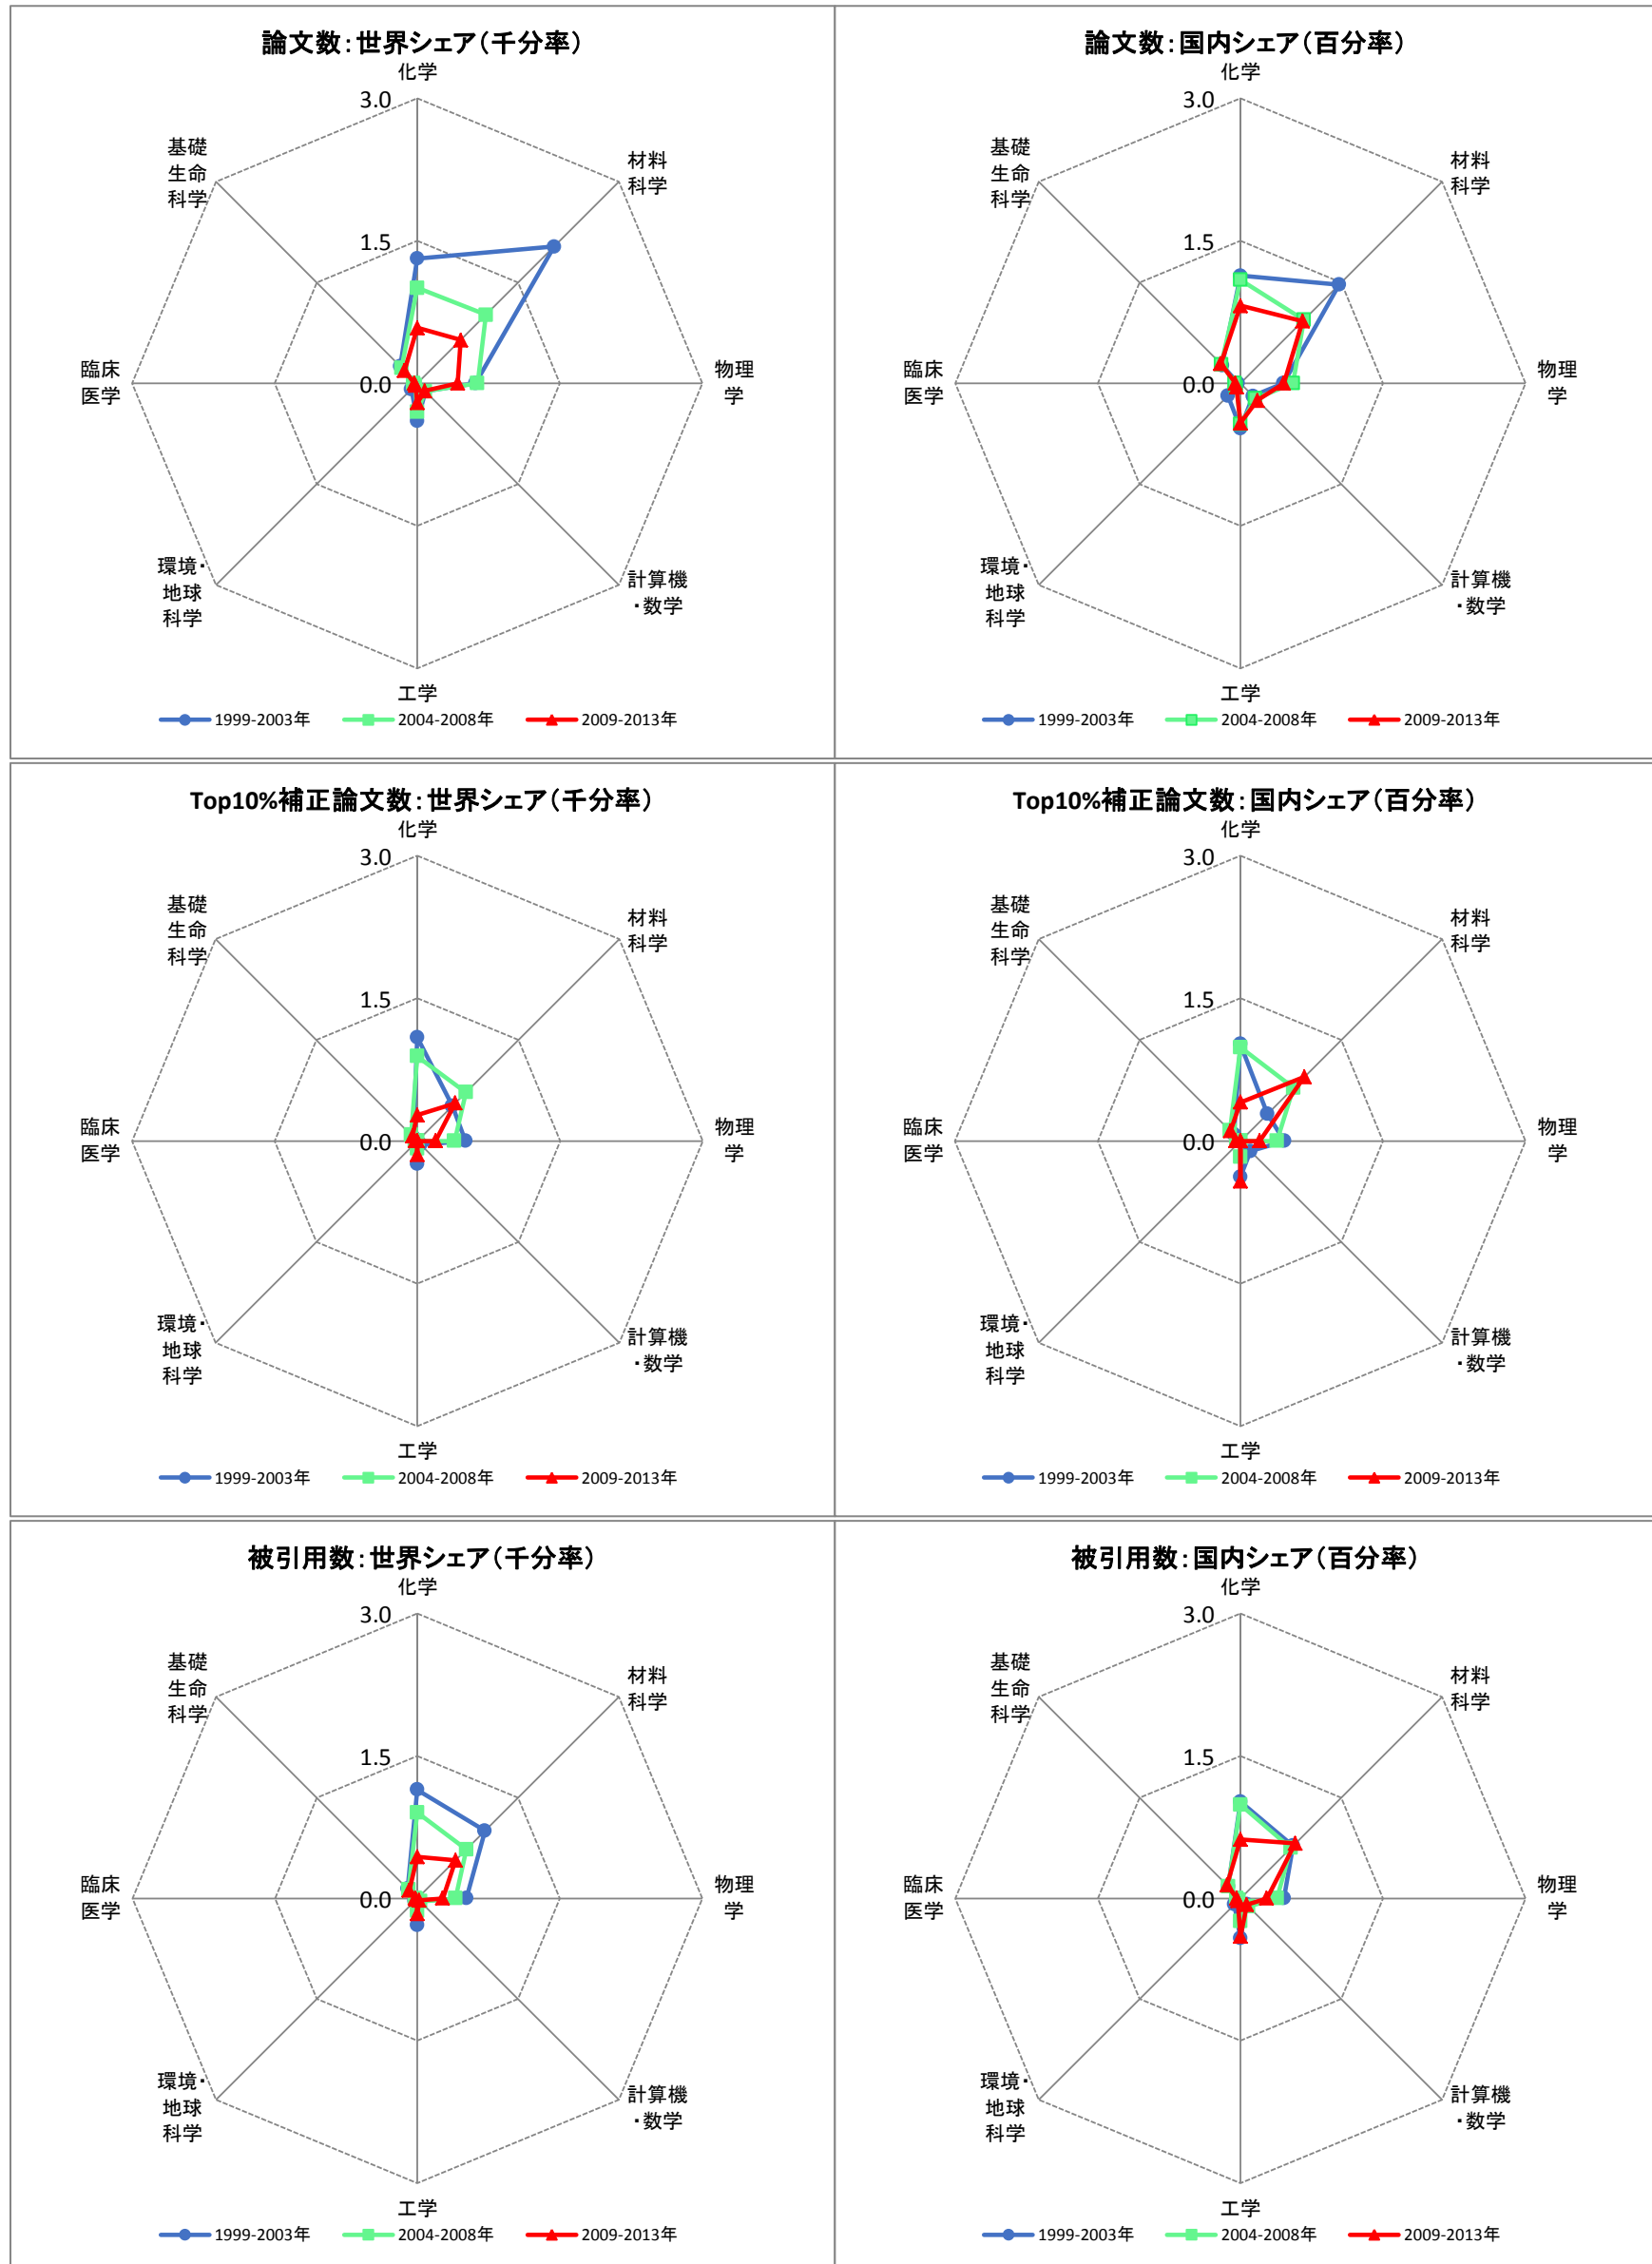 論文数：世界シェア（千分率）
化学
3.0
基礎
生命
科学
材料
科学
1.5
臨床
医学
0.0
物理
学
環境・
地球
科学
計算機
・数学
工学
1999-2003年 2004-2008年 2009-2013年
論文数：国内シェア（百分率）
化学
3.0
基礎
生命
科学
材料
科学
1.5
臨床
医学
0.0
物理
学
環境・
地球
科学
計算機
・数学
工学
1999-2003年 2004-2008年 2009-2013年
Top10%補正論文数：世界シェア（千分率）
化学
3.0
基礎
生命
科学
材料
科学
1.5
臨床
医学
0.0
物理
学
環境・
地球
科学
計算機
・数学
工学
1999-2003年 2004-2008年 2009-2013年
Top10%補正論文数：国内シェア（百分率）
化学
3.0
基礎
生命
科学
材料
科学
1.5
臨床
医学
0.0
物理
学
環境・
地球
科学
計算機
・数学
工学
1999-2003年 2004-2008年 2009-2013年
被引用数：世界シェア（千分率）
化学
3.0
基礎
生命
科学
材料
科学
1.5
臨床
医学
0.0
物理
学
環境・
地球
科学
計算機
・数学
工学
1999-2003年 2004-2008年 2009-2013年
被引用数：国内シェア（百分率）
化学
3.0
基礎
生命
科学
材料
科学
1.5
臨床
医学
0.0
物理
学
環境・
地球
科学
計算機
・数学
工学
1999-2003年 2004-2008年 2009-2013年